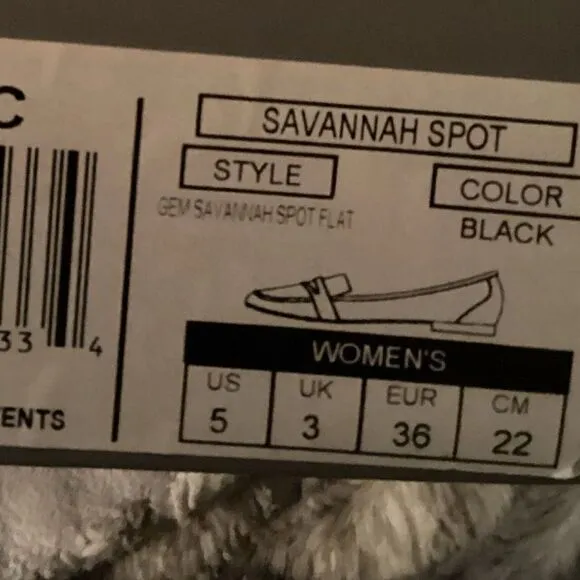 C
SAVANNAH SPOT
STYLE
COLOR
GEM SAVANNAH SPOT FLAT
BLACK
WOMEN'S
US UK EUR CM
5 3 36 22
33 4
ENTS